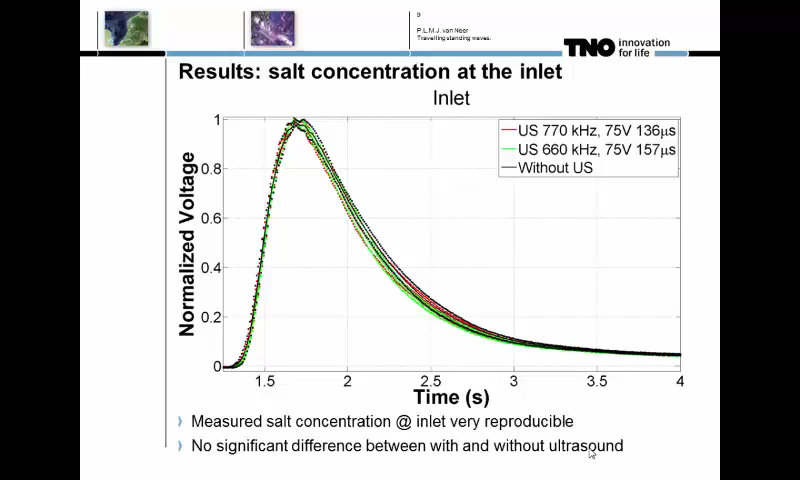 9
P.L.M.J. van Neer
Travelling standing waves:
TNO innovation
for life
Results: salt concentration at the inlet
Inlet
US 770 kHz, 75V 136µs
US 660 kHz, 75V 157µs
Without US
Normalized Voltage
1
0.8
0.6
0.4
0.2
0
1.5 2 2.5 3 3.5 4
Time (s)
Measured salt concentration @ inlet very reproducible
No significant difference between with and without ultrasound